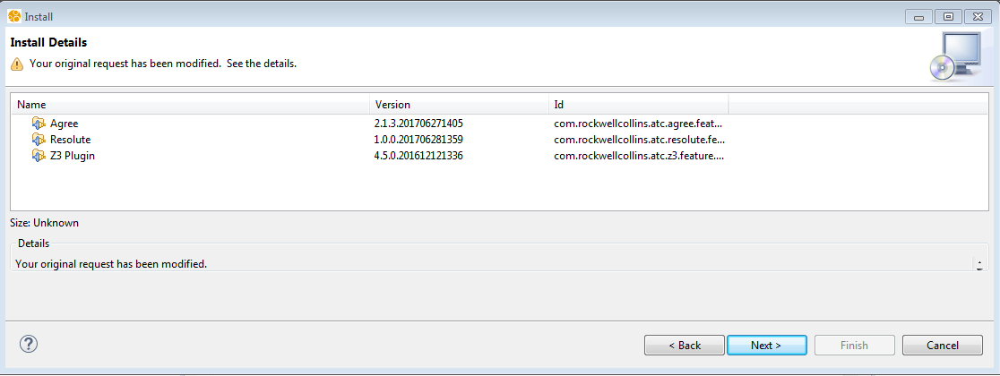 Install
Install Details
Your original request has been modified.  See the details.
Name Version Id
Agree 2.1.3.201706271405 com.rockwellcollins.atc.agree.feat...
Resolute 1.0.0.201706281359 com.rockwellcollins.atc.resolute.fe...
Z3 Plugin 4.5.0.201612121336 com.rockwellcollins.atc.z3.feature....
Size: Unknown
Details
Your original request has been modified.
? < Back Next > Finish Cancel